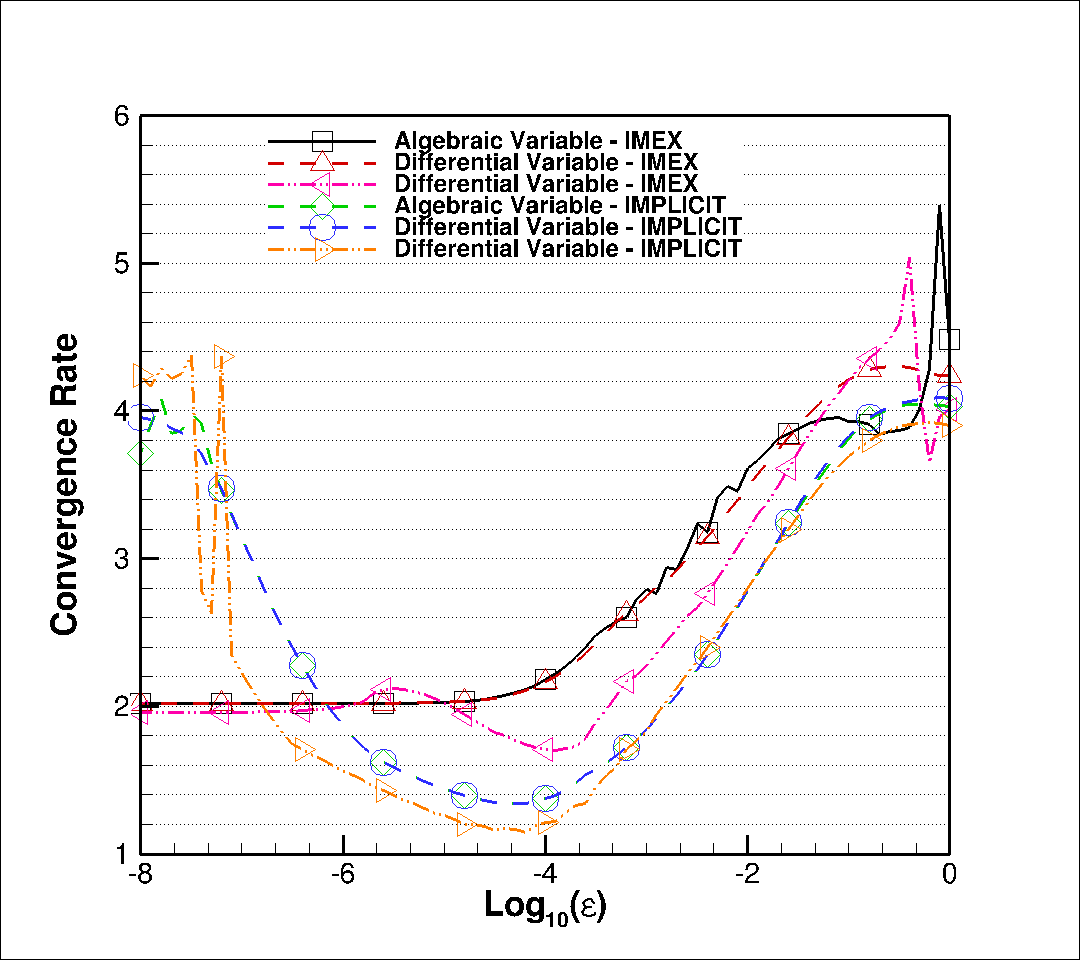 6
Algebraic Variable - IMEX
Differential Variable - IMEX
Differential Variable - IMEX
Algebraic Variable - IMPLICIT
Differential Variable - IMPLICIT
Differential Variable - IMPLICIT
5
4
3
2
1
Convergence Rate
-8 -6 -4 -2 0
Log10(ε)